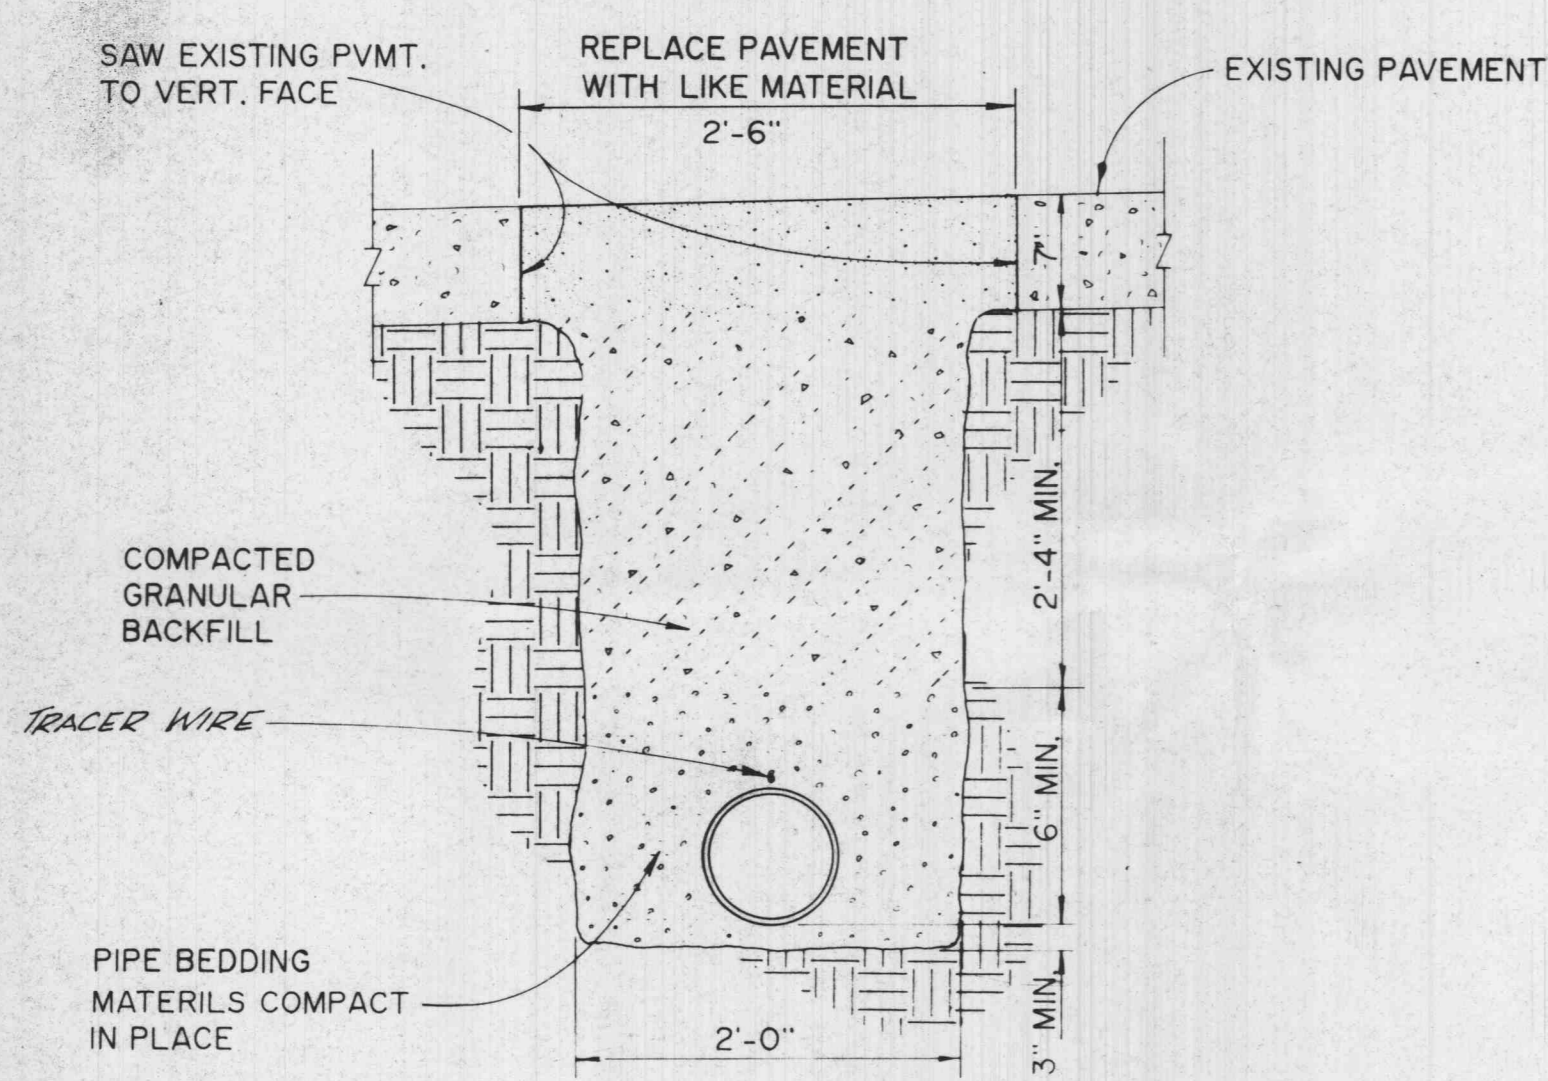 SAW EXISTING PVMT.
TO VERT. FACE
REPLACE PAVEMENT
WITH LIKE MATERIAL
2'-6"
EXISTING PAVEMENT
7"
2'-4" MIN.
COMPACTED
GRANULAR
BACKFILL
TRACER WIRE
6" MIN.
PIPE BEDDING
MATERILS COMPACT
IN PLACE
2'-0"
3" MIN.